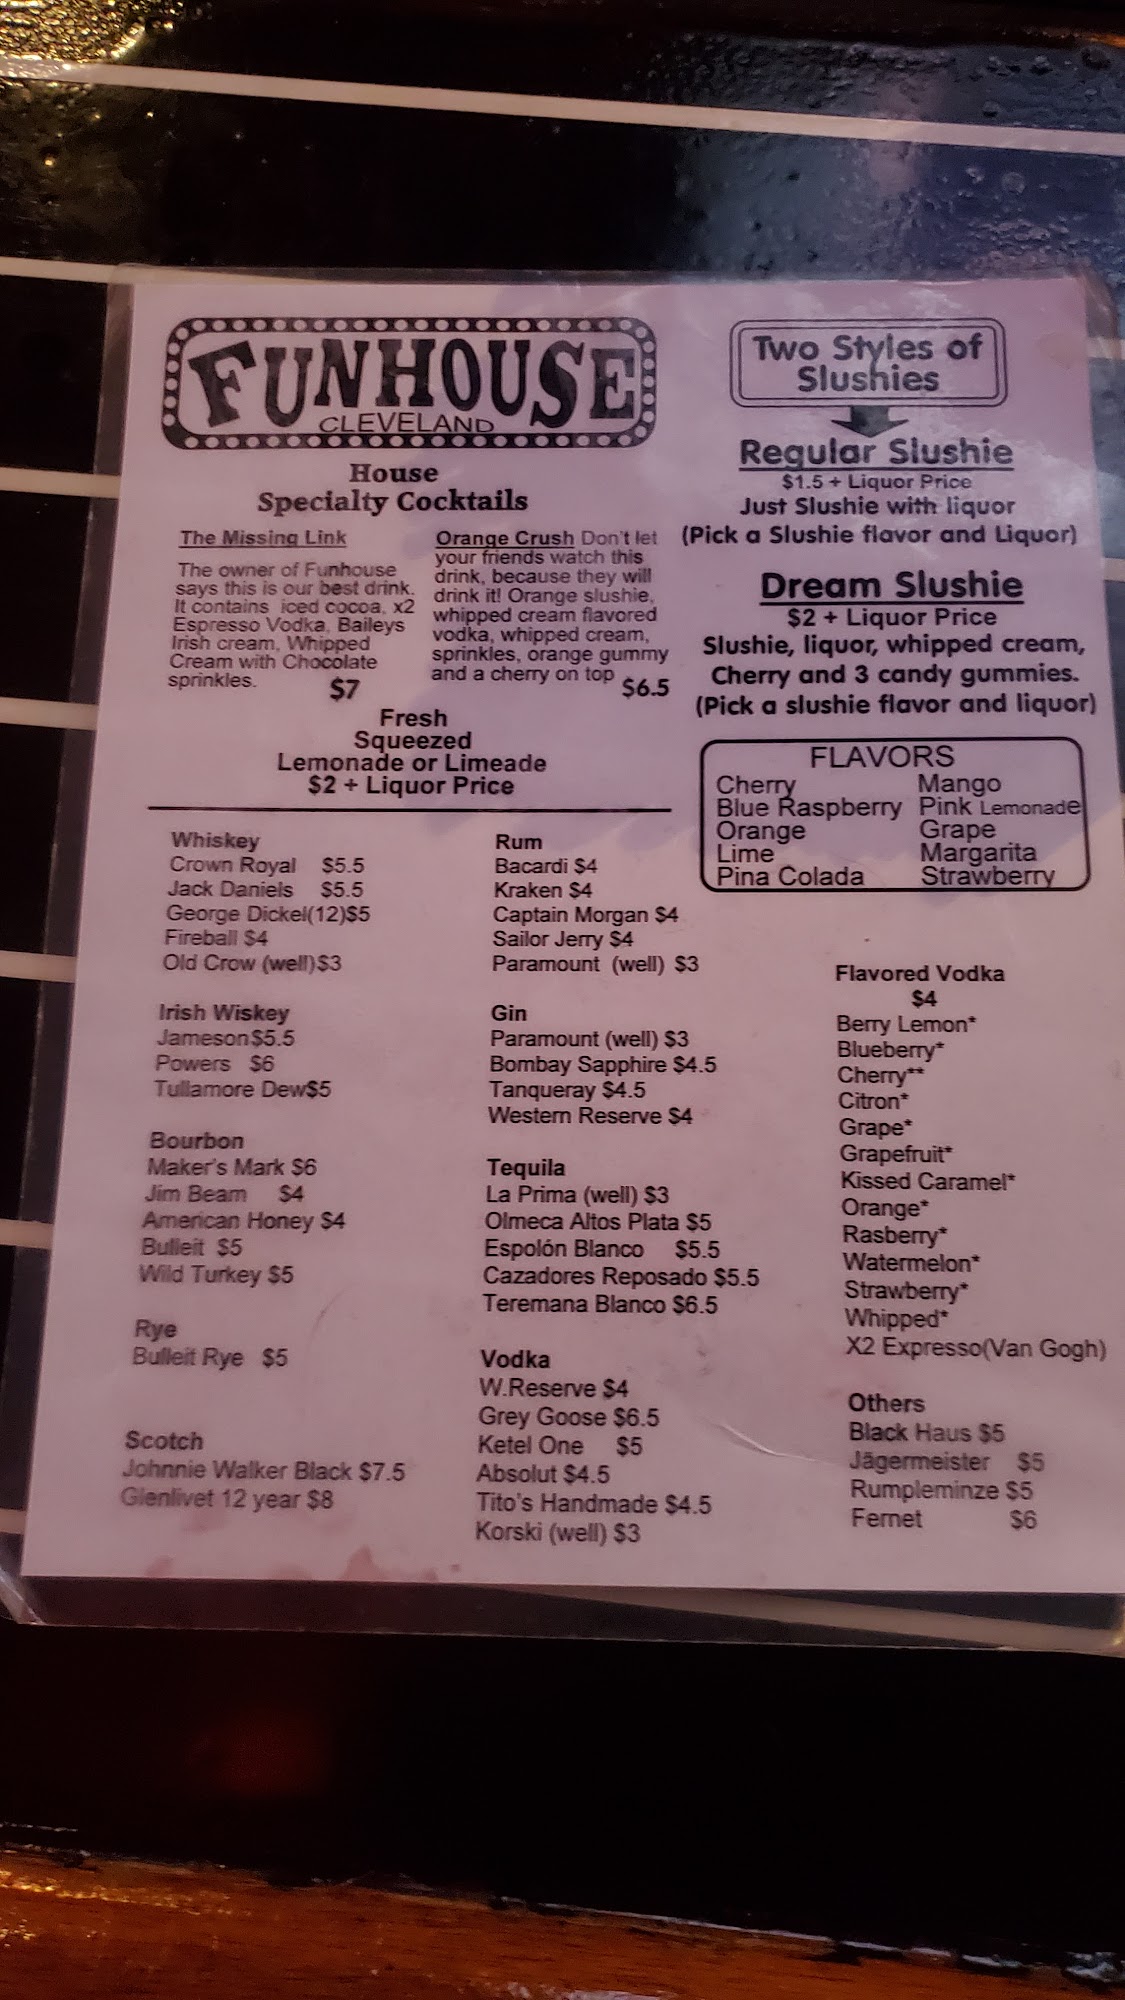 FUNHOUSE
CLEVELAND
House
Specialty Cocktails
The Missing Link
The owner of Funhouse
says this is our best drink.
It contains iced cocoa, x2
Espresso Vodka, Baileys
Irish cream, Whipped
Cream with Chocolate
sprinkles.
$7
Orange Crush Don't let
your friends watch this
drink, because they will
drink it! Orange slushie,
whipped cream flavored
vodka, whipped cream,
sprinkles, orange gummy
and a cherry on top
$6.5
Fresh
Squeezed
Lemonade or Limeade
$2 + Liquor Price
Two Styles of
Slushies
Regular Slushie
$1.5 + Liquor Price
Just Slushie with liquor
(Pick a Slushie flavor and Liquor)
Dream Slushie
$2 + Liquor Price
Slushie, liquor, whipped cream,
Cherry and 3 candy gummies.
(Pick a slushie flavor and liquor)
FLAVORS
Cherry Mango
Blue Raspberry Pink Lemonade
Orange Grape
Lime Margarita
Pina Colada Strawberry
Whiskey
Crown Royal $5.5
Jack Daniels $5.5
George Dickel(12)$5
Fireball $4
Old Crow (well)$3
Irish Wiskey
Jameson$5.5
Powers $6
Tullamore Dew$5
Bourbon
Maker's Mark $6
Jim Beam $4
American Honey $4
Bulleit $5
Wild Turkey $5
Rye
Bulleit Rye $5
Scotch
Johnnie Walker Black $7.5
Glenlivet 12 year $8
Rum
Bacardi $4
Kraken $4
Captain Morgan $4
Sailor Jerry $4
Paramount (well) $3
Gin
Paramount (well) $3
Bombay Sapphire $4.5
Tanqueray $4.5
Western Reserve $4
Tequila
La Prima (well) $3
Olmeca Altos Plata $5
Espolón Blanco $5.5
Cazadores Reposado $5.5
Teremana Blanco $6.5
Vodka
W.Reserve $4
Grey Goose $6.5
Ketel One $5
Absolut $4.5
Tito's Handmade $4.5
Korski (well) $3
Flavored Vodka
$4
Berry Lemon*
Blueberry*
Cherry**
Citron*
Grape*
Grapefruit*
Kissed Caramel*
Orange*
Rasberry*
Watermelon*
Strawberry*
Whipped*
X2 Expresso(Van Gogh)
Others
Black Haus $5
Jägermeister $5
Rumpleminze $5
Fernet $6